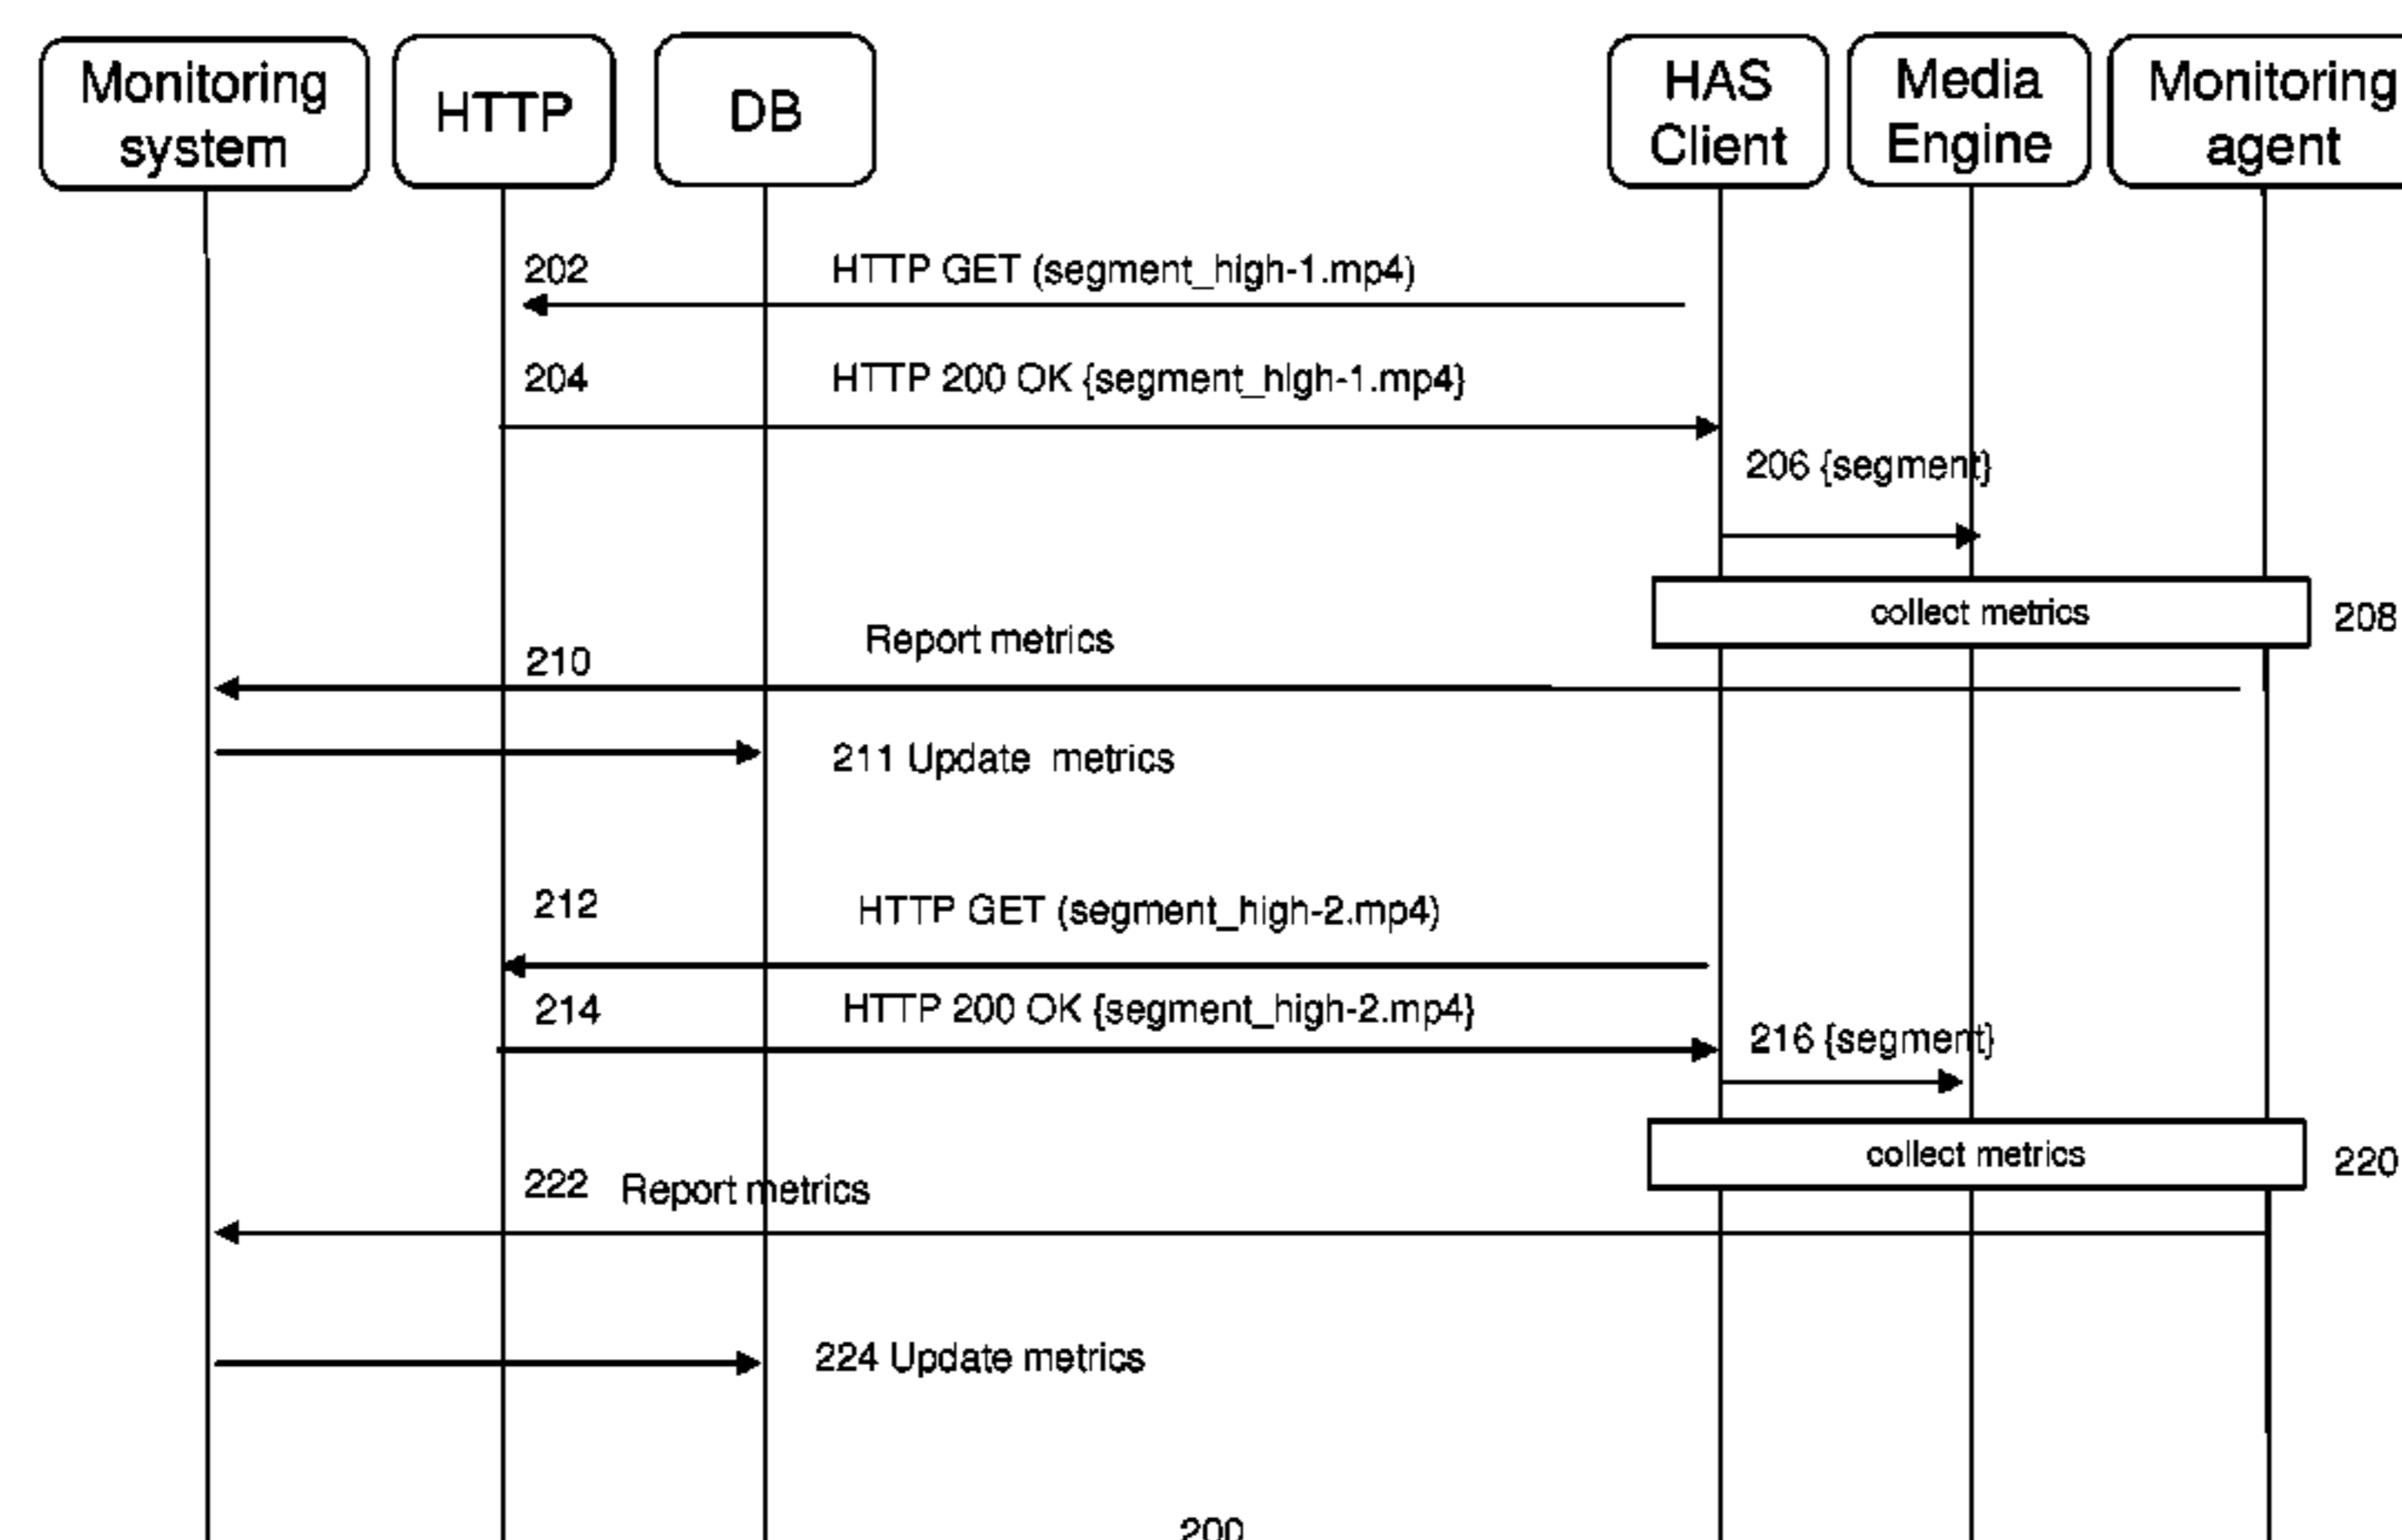 Monitoring
system
HTTP
DB
HAS
Client
Media
Engine
Monitoring
agent
202 HTTP GET (segment_high-1.mp4)
204 HTTP 200 OK {segment_high-1.mp4}
206 {segment}
collect metrics 208
Report metrics
210
211 Update metrics
212 HTTP GET (segment_high-2.mp4)
214 HTTP 200 OK {segment_high-2.mp4}
216 {segment}
collect metrics 220
222 Report metrics
224 Update metrics
200